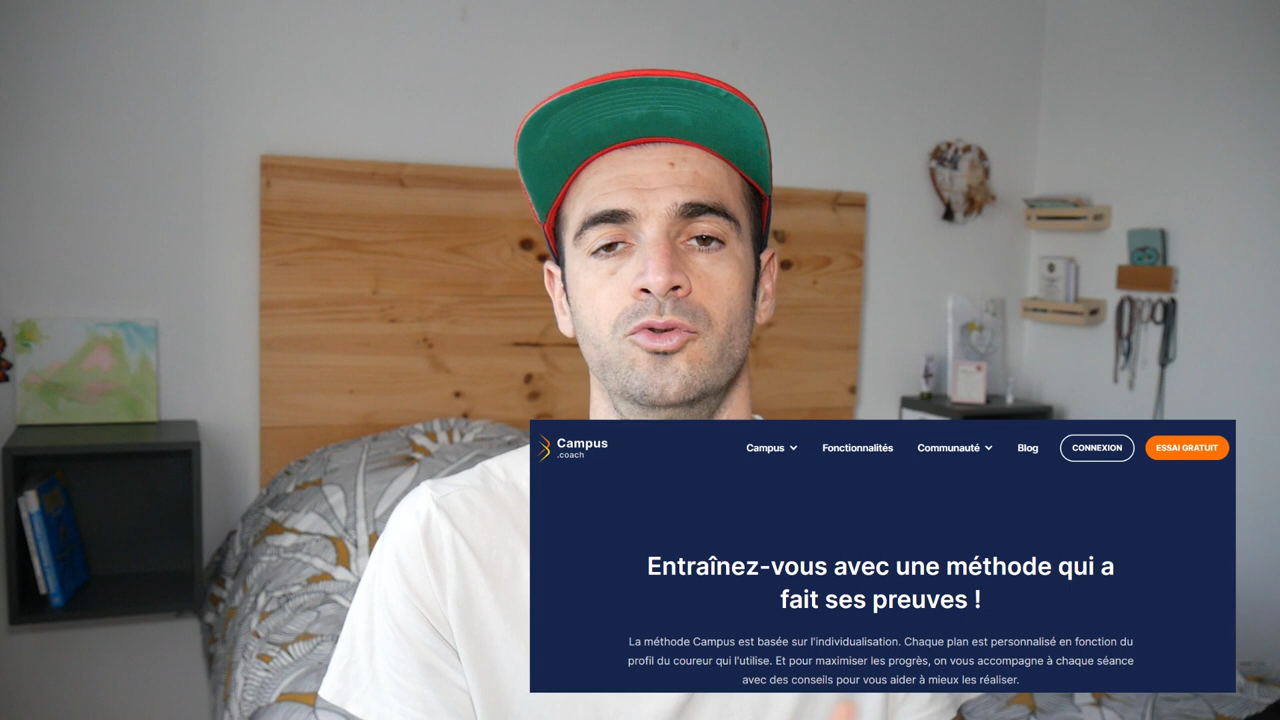 Campus
.coach
Campus Fonctionnalités Communauté Blog CONNEXION ESSAI GRATUIT
Entraînez-vous avec une méthode qui a
fait ses preuves !
La méthode Campus est basée sur l'individualisation. Chaque plan est personnalisé en fonction du
profil du coureur qui l'utilise. Et pour maximiser les progrès, on vous accompagne à chaque séance
avec des conseils pour vous aider à mieux les réaliser.